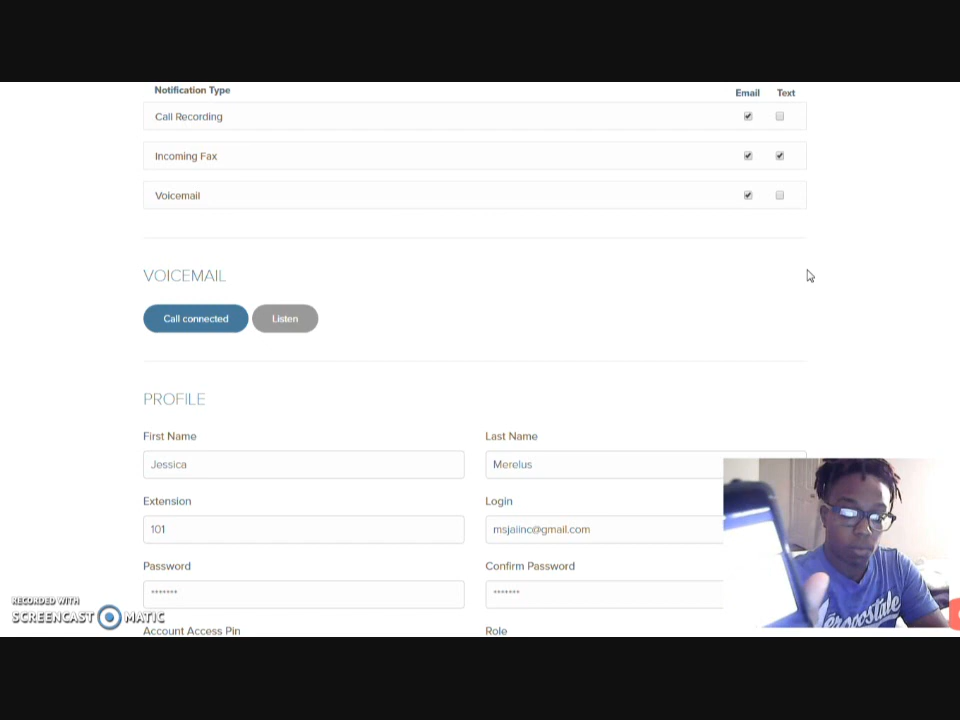 Notification Type Email Text
Call Recording
Incoming Fax
Voicemail
VOICEMAIL
Call connected Listen
PROFILE
First Name Last Name
Jessica Merelus
Extension Login
101 msjaiinc@gmail.com
Password Confirm Password
******* *******
RECORDED WITH
SCREENCAST MATIC
Account Access Pin Role
Aéropostale